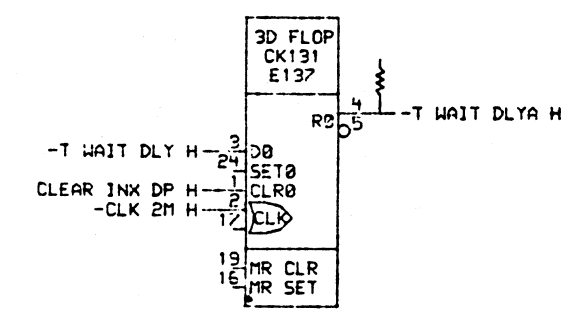 3D FLOP
CK131
E137
4
-T WAIT DLYA H
R0
5
3
-T WAIT DLY H
D0
24
SET0
1
CLEAR INX DP H
CLR0
2
-CLK 2M H
17
CLK
19
MR CLR
16
MR SET